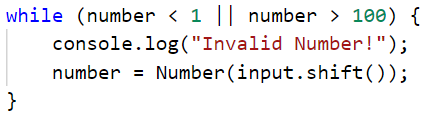 while (number < 1 || number > 100) {
    console.log("Invalid Number!");
    number = Number(input.shift());
}